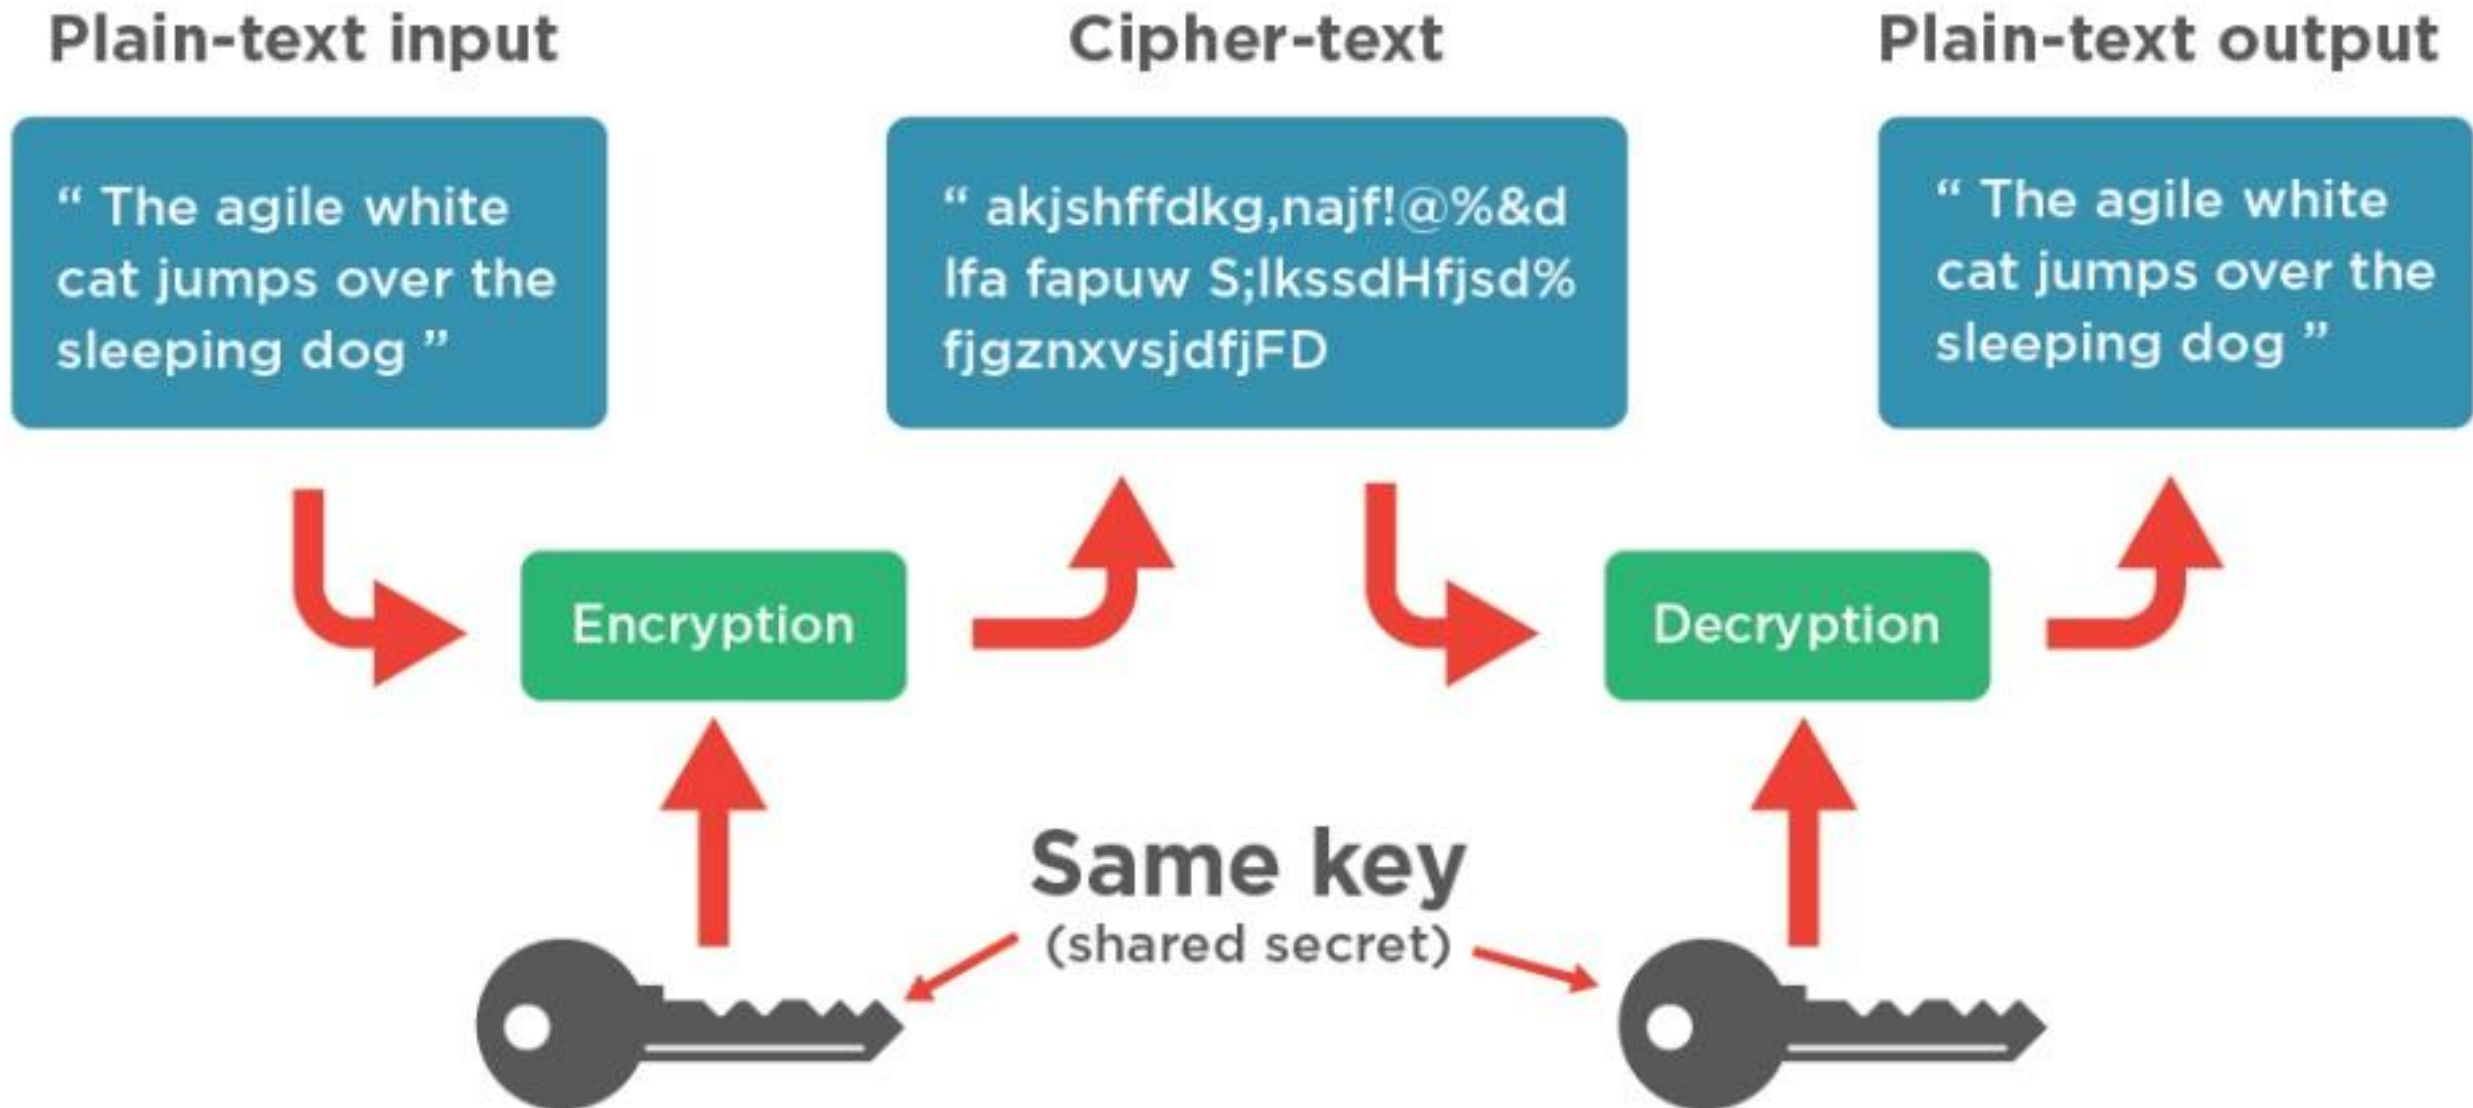 Plain-text input
Cipher-text
Plain-text output
“ The agile white
cat jumps over the
sleeping dog ”
“ akjshffdkg,najf!@%&d
lfa fapuw S;lkssdHfjsd%
fjgznxvsjdfjFD
“ The agile white
cat jumps over the
sleeping dog ”
Encryption
Decryption
Same key
(shared secret)